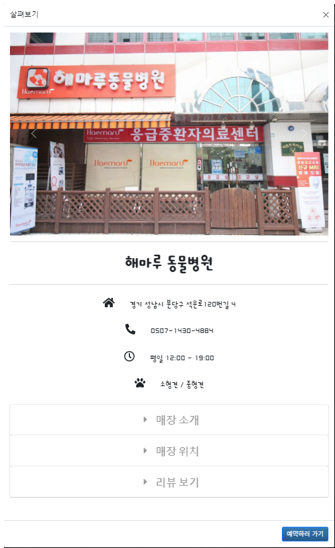 살펴보기
×
해마루동물병원
Haemaru
응급중환자의료센터
Haemaru
Haemaru
해마루 동물병원
경기 성남시 분당구 석운로120번길 4
0507-1430-4884
평일 12:00 - 19:00
소형견 / 중형견
매장 소개
매장 위치
리뷰 보기
예약하러 가기